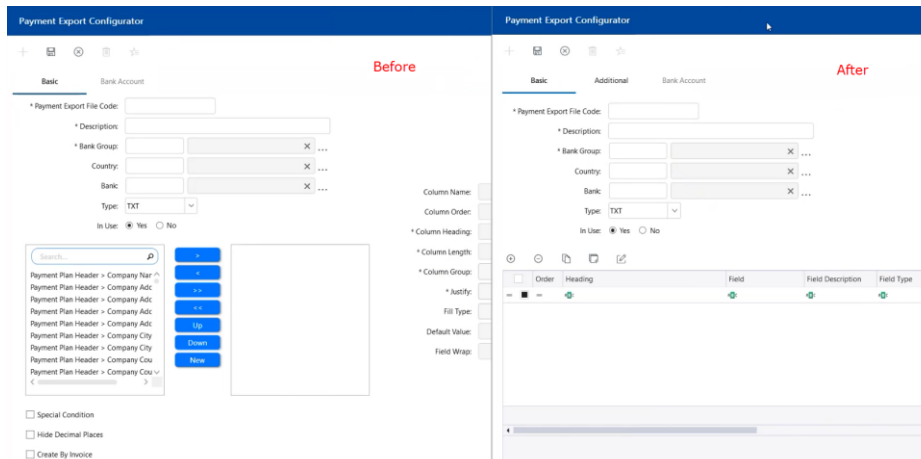 Payment Export Configurator
Before
Basic
Bank Account
* Payment Export File Code:
* Description:
* Bank Group:
Country:
Bank:
Type:
TXT
In Use:
Yes
No
Search...
Payment Plan Header > Company Nar
Payment Plan Header > Company Adc
Payment Plan Header > Company Adc
Payment Plan Header > Company Adc
Payment Plan Header > Company Adc
Payment Plan Header > Company City
Payment Plan Header > Company City
Payment Plan Header > Company Cou
Payment Plan Header > Company Cou
>
<
>>
<<
Up
Down
New
Column Name:
Column Order:
* Column Heading:
* Column Length:
* Column Group:
* Justify:
Fill Type:
Default Value:
Field Wrap:
Special Condition
Hide Decimal Places
Create By Invoice
Payment Export Configurator
After
Basic
Additional
Bank Account
* Payment Export File Code:
* Description:
* Bank Group:
Country:
Bank:
Type:
TXT
In Use:
Yes
No
Order
Heading
Field
Field Description
Field Type